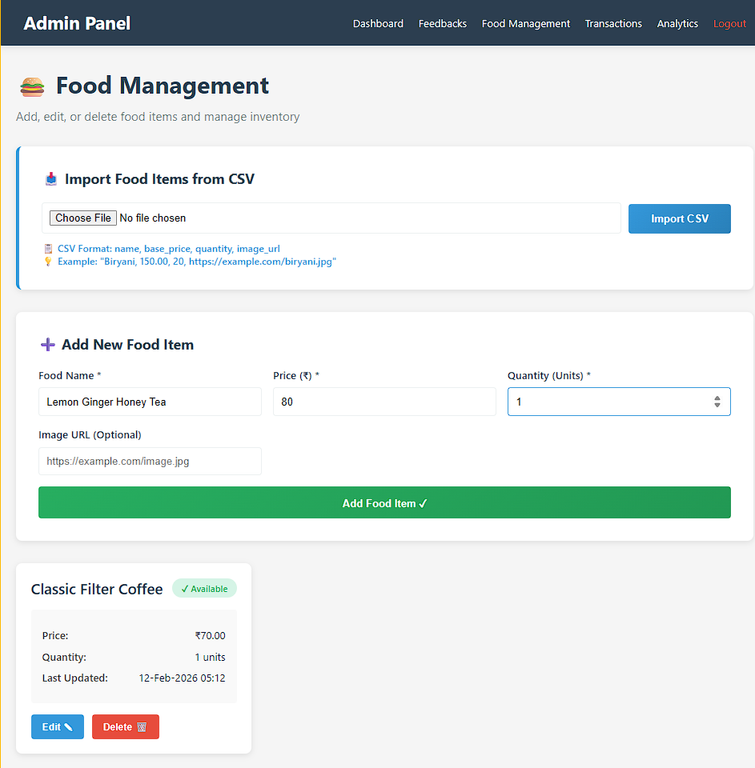 Admin Panel
Dashboard Feedbacks Food Management Transactions Analytics Logout
🍔 Food Management
Add, edit, or delete food items and manage inventory
📥 Import Food Items from CSV
Choose File No file chosen
Import CSV
📋 CSV Format: name, base_price, quantity, image_url
💡 Example: "Biryani, 150.00, 20, https://example.com/biryani.jpg"
➕ Add New Food Item
Food Name * Price (₹) * Quantity (Units) *
Lemon Ginger Honey Tea 80 1
Image URL (Optional)
https://example.com/image.jpg
Add Food Item ✓
Classic Filter Coffee ✓ Available
Price: ₹70.00
Quantity: 1 units
Last Updated: 12-Feb-2026 05:12
Edit ✎ Delete 🗑